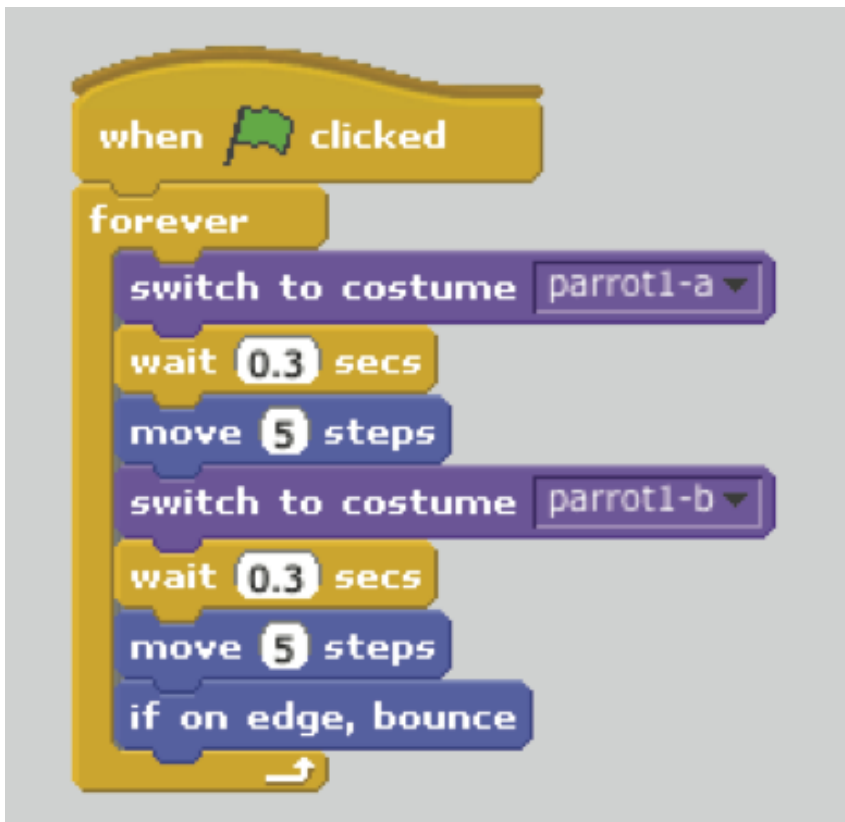 when clicked
forever
switch to costume parrot1-a
wait 0.3 secs
move 5 steps
switch to costume parrot1-b
wait 0.3 secs
move 5 steps
if on edge, bounce